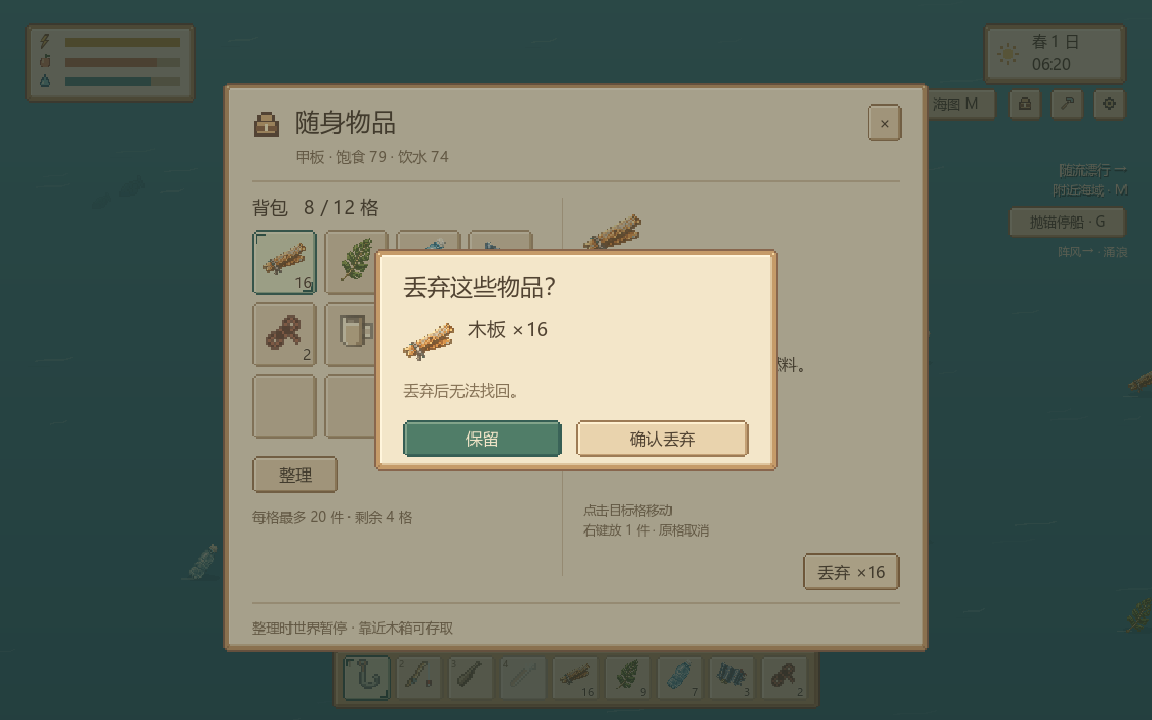 春 1 日
06:20
海图 M
随流漂行 →
附近海域 · M
抛锚停船 · G
阵风→ · 涌浪
随身物品
×
甲板 · 饱食 79 · 饮水 74
背包 8 / 12 格
16
2
丢弃这些物品?
木板 ×16
丢弃后无法找回。
保留
确认丢弃
燃料。
整理
每格最多 20 件 · 剩余 4 格
点击目标格移动
右键放 1 件 · 原格取消
丢弃 ×16
整理时世界暂停 · 靠近木箱可存取
2
3
4
16
9
7
3
2